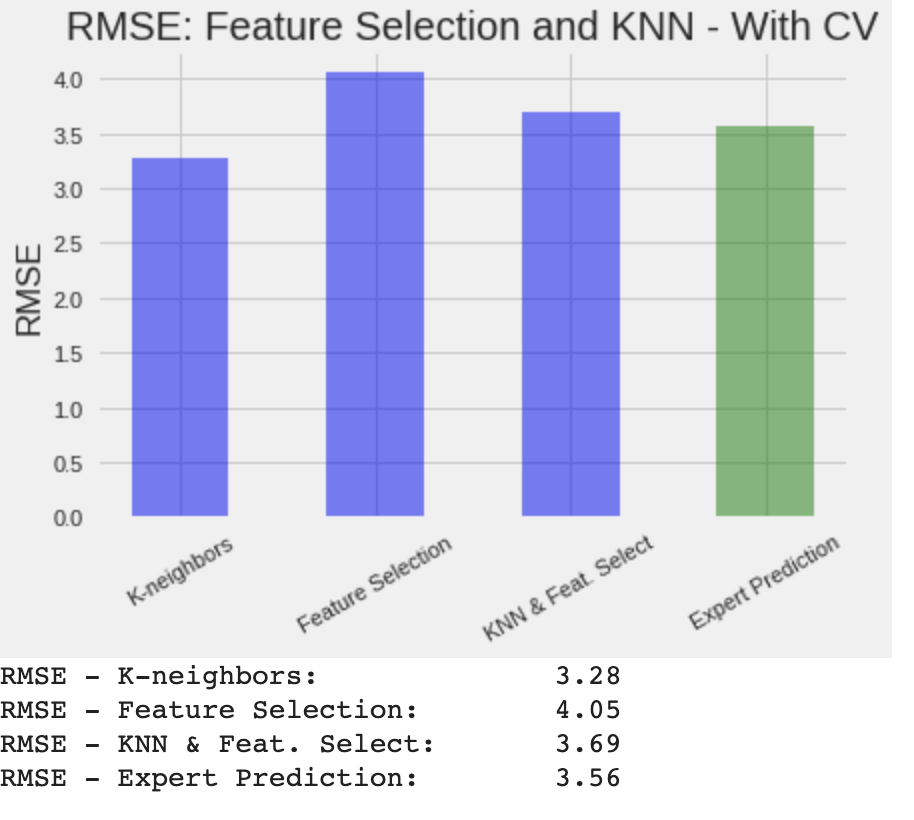 RMSE: Feature Selection and KNN - With CV
4.0
3.5
3.0
2.5
2.0
1.5
1.0
0.5
0.0
RMSE
K-neighbors
Feature Selection
KNN & Feat. Select
Expert Prediction
RMSE - K-neighbors: 3.28
RMSE - Feature Selection: 4.05
RMSE - KNN & Feat. Select: 3.69
RMSE - Expert Prediction: 3.56